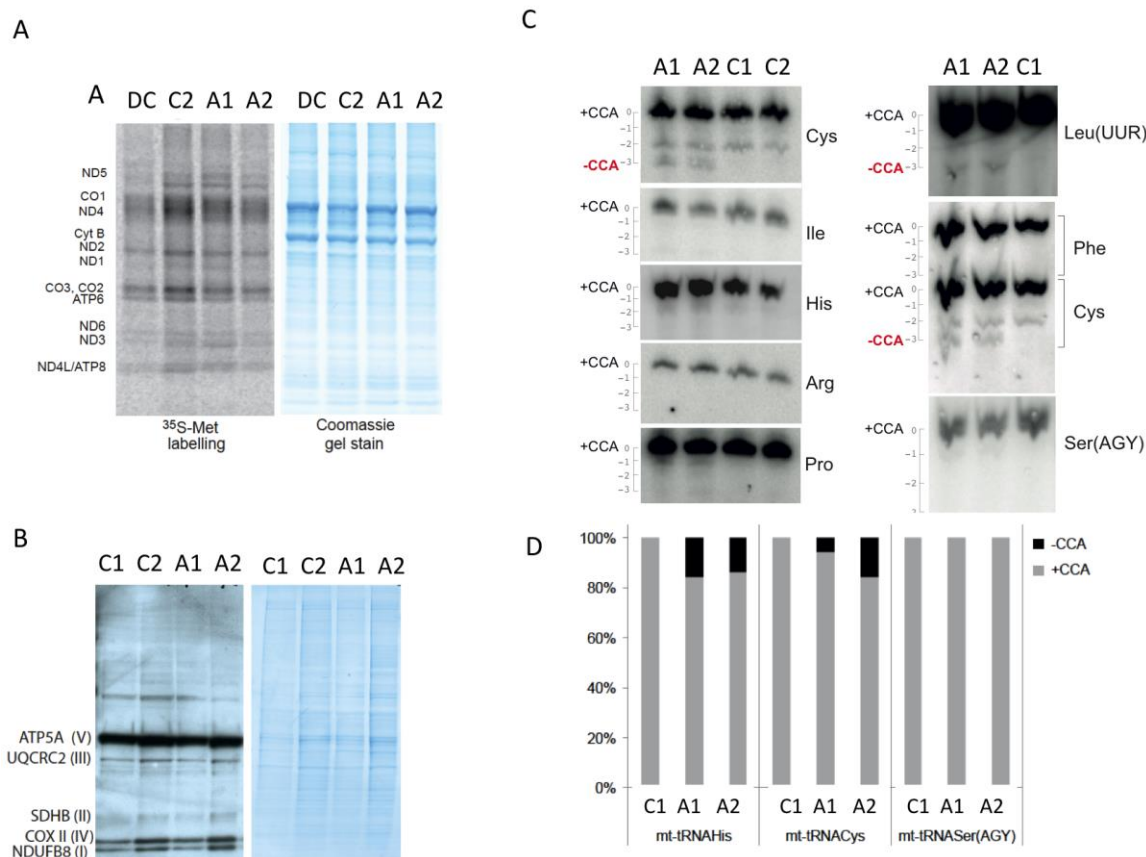 A
A
DC C2 A1 A2 DC C2 A1 A2
ND5
CO1
ND4
Cyt B
ND2
ND1
CO3, CO2
ATP6
ND6
ND3
ND4L/ATP8
35S-Met
labelling
Coomassie
gel stain
B
C1 C2 A1 A2 C1 C2 A1 A2
ATP5A (V)
UQCRC2 (III)
SDHB (II)
COX II (IV)
NDUFB8 (I)
C
A1 A2 C1 C2
+CCA 0
-1
-2
-CCA -3
Cys
+CCA 0
-1
-2
-3
Ile
+CCA 0
-1
-2
-3
His
+CCA 0
-1
-2
-3
Arg
+CCA 0
-1
-2
-3
Pro
A1 A2 C1
+CCA 0
-1
-2
-CCA -3
Leu(UUR)
+CCA 0
-1
-2
-3
Phe
+CCA 0
-1
-2
-CCA -3
Cys
+CCA 0
-1
2
Ser(AGY)
D
100%
80%
60%
40%
20%
0%
C1 A1 A2 C1 A1 A2 C1 A1 A2
mt-tRNAHis mt-tRNACys mt-tRNASer(AGY)
-CCA
+CCA